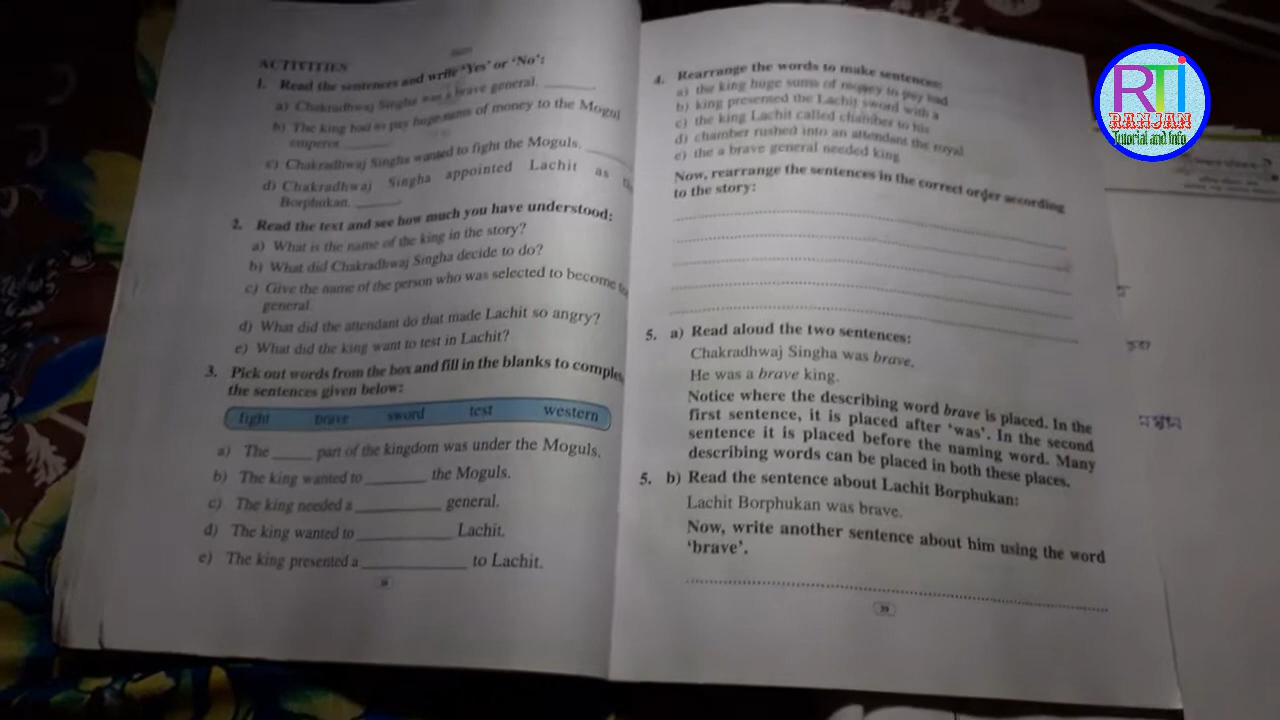 ACTIVITIES
1. Read the sentences and write 'Yes' or 'No':
a) Chakradhwaj Singha was a brave general. ______
b) The king had to pay huge sums of money to the Mogul
emperor ______
c) Chakradhwaj Singha wanted to fight the Moguls. ______
d) Chakradhwaj Singha appointed Lachit as
Borphukan. ______
2. Read the text and see how much you have understood:
a) What is the name of the king in the story?
b) What did Chakradhwaj Singha decide to do?
c) Give the name of the person who was selected to become
general.
d) What did the attendant do that made Lachit so angry?
e) What did the king want to test in Lachit?
3. Pick out words from the box and fill in the blanks to comple
the sentences given below:
fight brave sword test western
a) The _____ part of the kingdom was under the Moguls.
b) The king wanted to _______ the Moguls.
c) The king needed a __________ general.
d) The king wanted to ___________ Lachit.
e) The king presented a ____________ to Lachit.
38
4. Rearrange the words to make sentences:
a) the king huge sums of money to pay had
b) king presented the Lachit sword with a
c) the king Lachit called chamber to his
d) chamber rushed into an attendant the royal
e) the a brave general needed king
Now, rearrange the sentences in the correct order according
to the story:
5. a) Read aloud the two sentences:
Chakradhwaj Singha was brave.
He was a brave king.
Notice where the describing word brave is placed. In the
first sentence, it is placed after 'was'. In the second
sentence it is placed before the naming word. Many
describing words can be placed in both these places.
5. b) Read the sentence about Lachit Borphukan:
Lachit Borphukan was brave.
Now, write another sentence about him using the word
'brave'.
39
RTI
RANJAN
Tutorial and Info